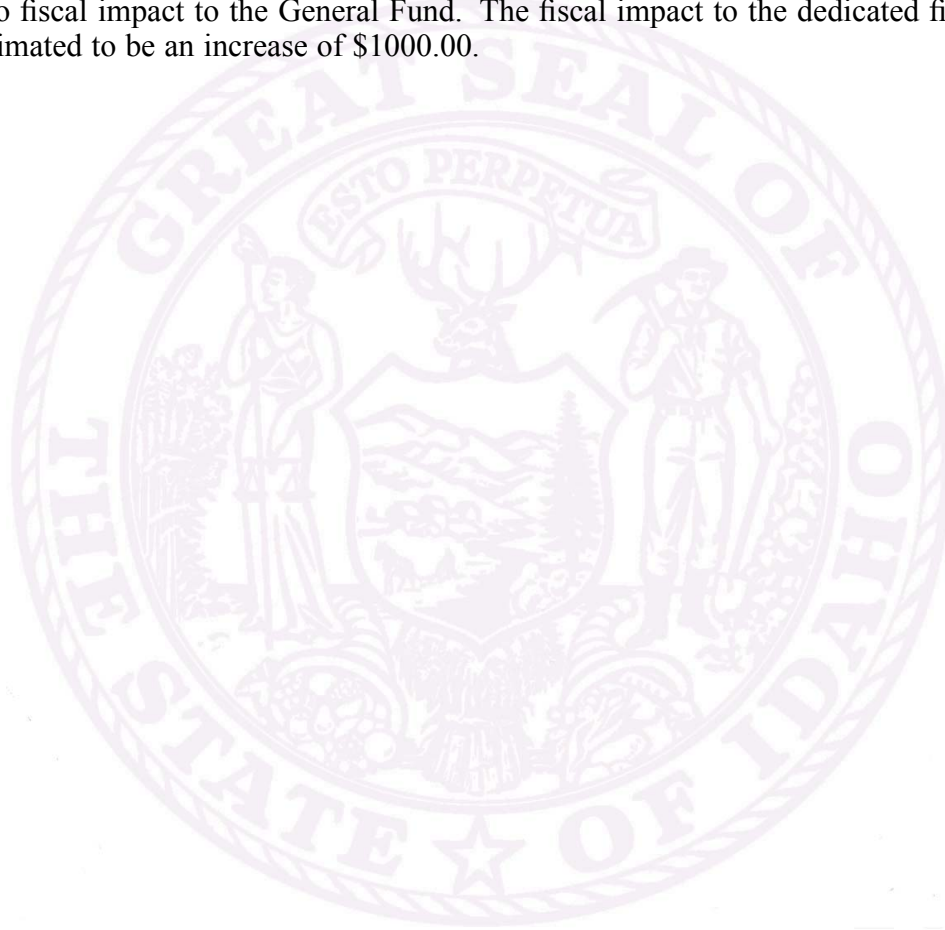 o fiscal impact to the General Fund. The fiscal impact to the dedicated fi
imated to be an increase of $1000.00.
GREAT SEAL OF
ESTO PERPETUA
THE STATE OF IDAHO